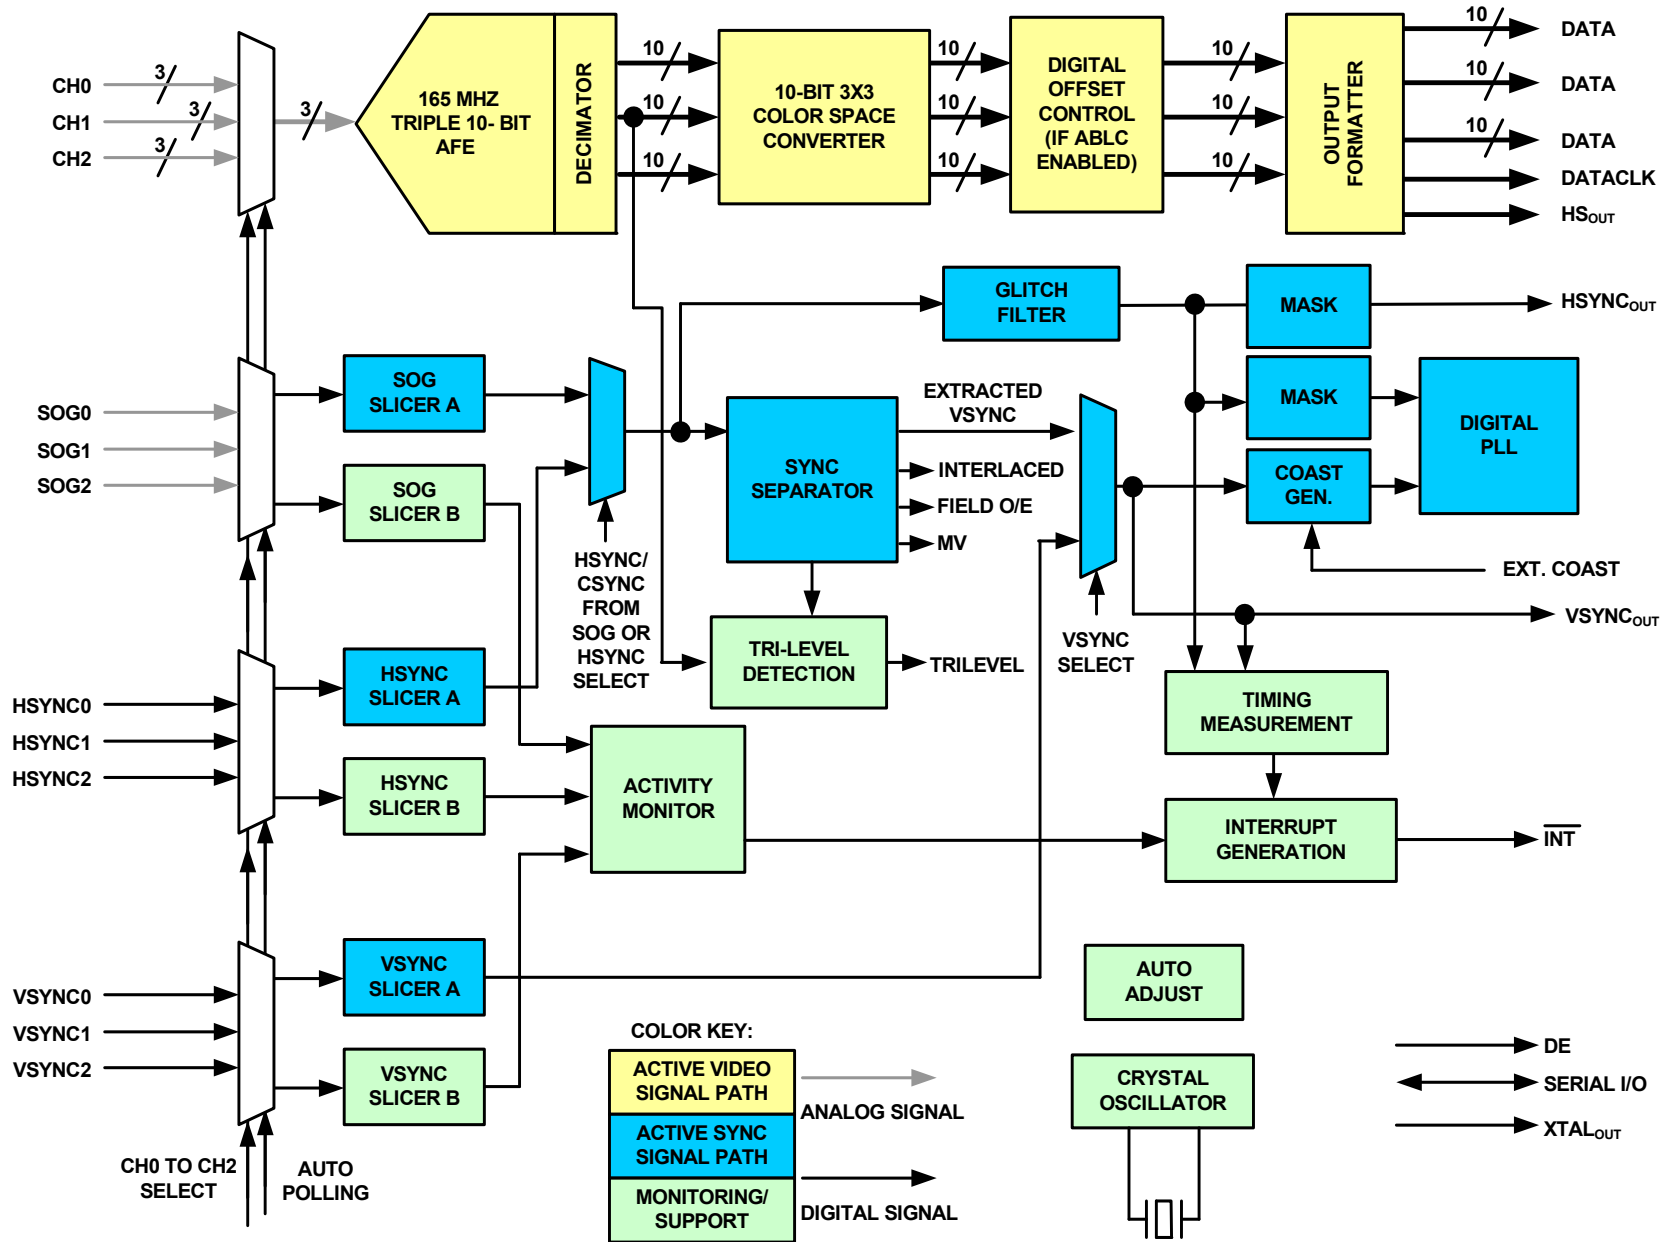 CH0
CH1
CH2
3
3
3
3
165 MHZ
TRIPLE 10- BIT
AFE
DECIMATOR
10
10
10
10-BIT 3X3
COLOR SPACE
CONVERTER
10
10
10
DIGITAL
OFFSET
CONTROL
(IF ABLC
ENABLED)
10
10
10
OUTPUT
FORMATTER
10
10
10
DATA
DATA
DATA
DATACLK
HSOUT
GLITCH
FILTER
MASK
HSYNCOUT
SOG0
SOG1
SOG2
SOG
SLICER A
SOG
SLICER B
HSYNC/
CSYNC
FROM
SOG OR
HSYNC
SELECT
SYNC
SEPARATOR
EXTRACTED
VSYNC
INTERLACED
FIELD O/E
MV
MASK
COAST
GEN.
DIGITAL
PLL
EXT. COAST
VSYNC
SELECT
VSYNCOUT
TRI-LEVEL
DETECTION
TRILEVEL
HSYNC0
HSYNC1
HSYNC2
HSYNC
SLICER A
HSYNC
SLICER B
ACTIVITY
MONITOR
TIMING
MEASUREMENT
INTERRUPT
GENERATION
INT
VSYNC0
VSYNC1
VSYNC2
VSYNC
SLICER A
VSYNC
SLICER B
CH0 TO CH2
SELECT
AUTO
POLLING
COLOR KEY:
ACTIVE VIDEO
SIGNAL PATH
ACTIVE SYNC
SIGNAL PATH
MONITORING/
SUPPORT
ANALOG SIGNAL
DIGITAL SIGNAL
AUTO
ADJUST
CRYSTAL
OSCILLATOR
DE
SERIAL I/O
XTALOUT